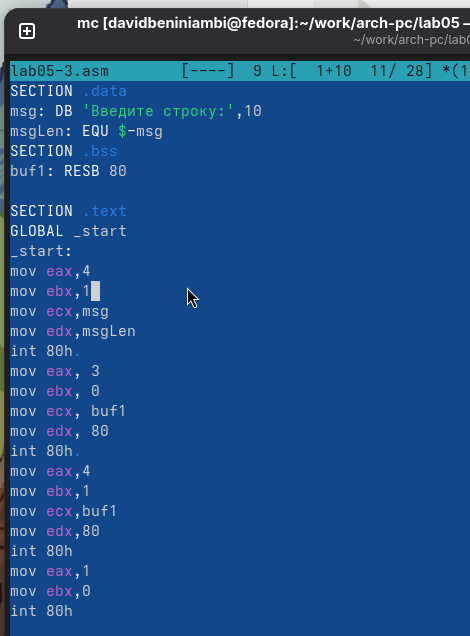 mc [davidbeniniambi@fedora]:~/work/arch-pc/lab05 –
~/work/arch-pc/lab0
lab05-3.asm [----] 9 L:[ 1+10 11/ 28] *(1
SECTION .data
msg: DB 'Введите строку:',10
msgLen: EQU $-msg
SECTION .bss
buf1: RESB 80
SECTION .text
GLOBAL _start
_start:
mov eax,4
mov ebx,1
mov ecx,msg
mov edx,msgLen
int 80h.
mov eax, 3
mov ebx, 0
mov ecx, buf1
mov edx, 80
int 80h.
mov eax,4
mov ebx,1
mov ecx,buf1
mov edx,80
int 80h
mov eax,1
mov ebx,0
int 80h